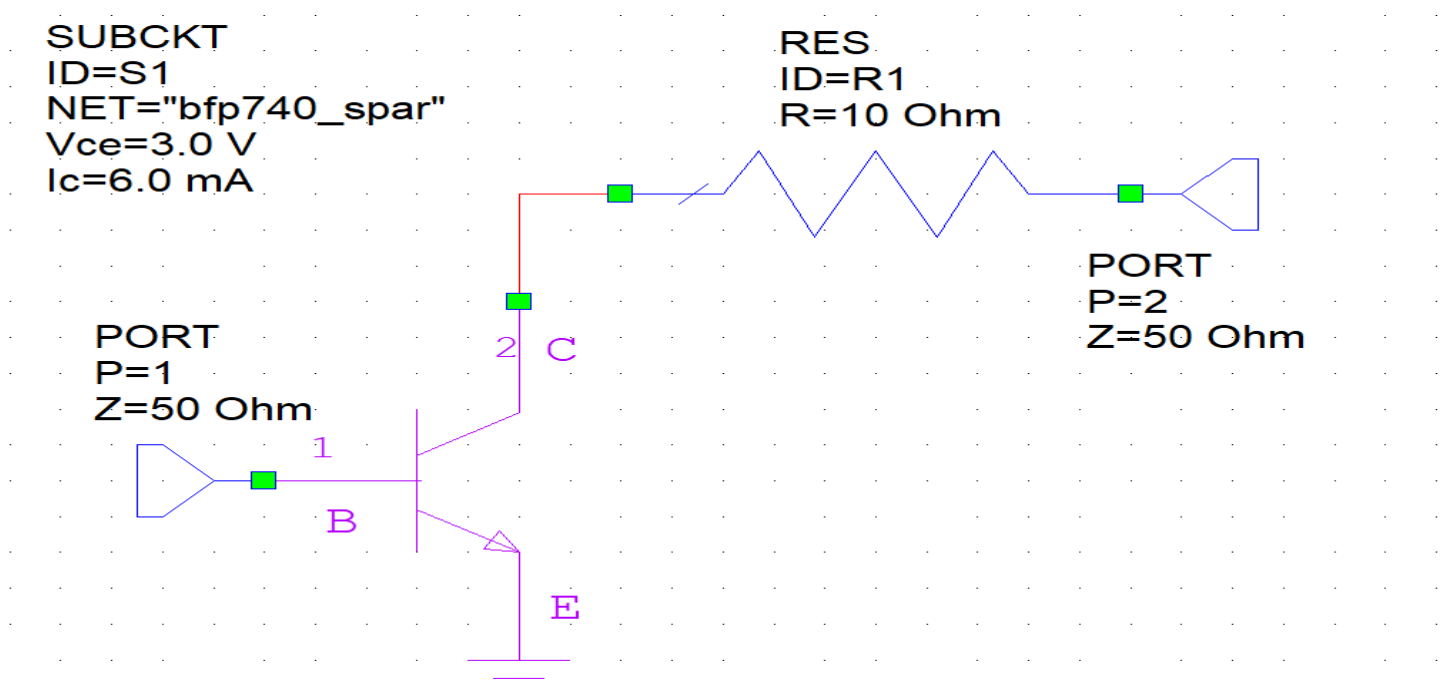 SUBCKT
ID=S1
NET="bfp740_spar"
Vce=3.0 V
Ic=6.0 mA
RES
ID=R1
R=10 Ohm
PORT
P=2
Z=50 Ohm
PORT
P=1
Z=50 Ohm
2 C
1
B
E